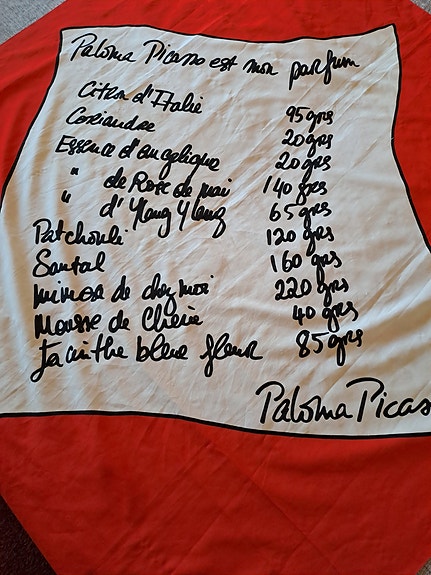 Paloma Picasso est mon parfum
Citron d'Italie 95 grs
Coriandre 20 grs
Essence d'angelique 20 grs
" de Rose de mai 140 grs
" d'Ylang Ylang 65 grs
Patchouli 120 grs
Santal 160 grs
mimosa de chez moi 220 grs
Mousse de Chêne 40 grs
Jacinthe bleue fleur 85 grs
Paloma Picas